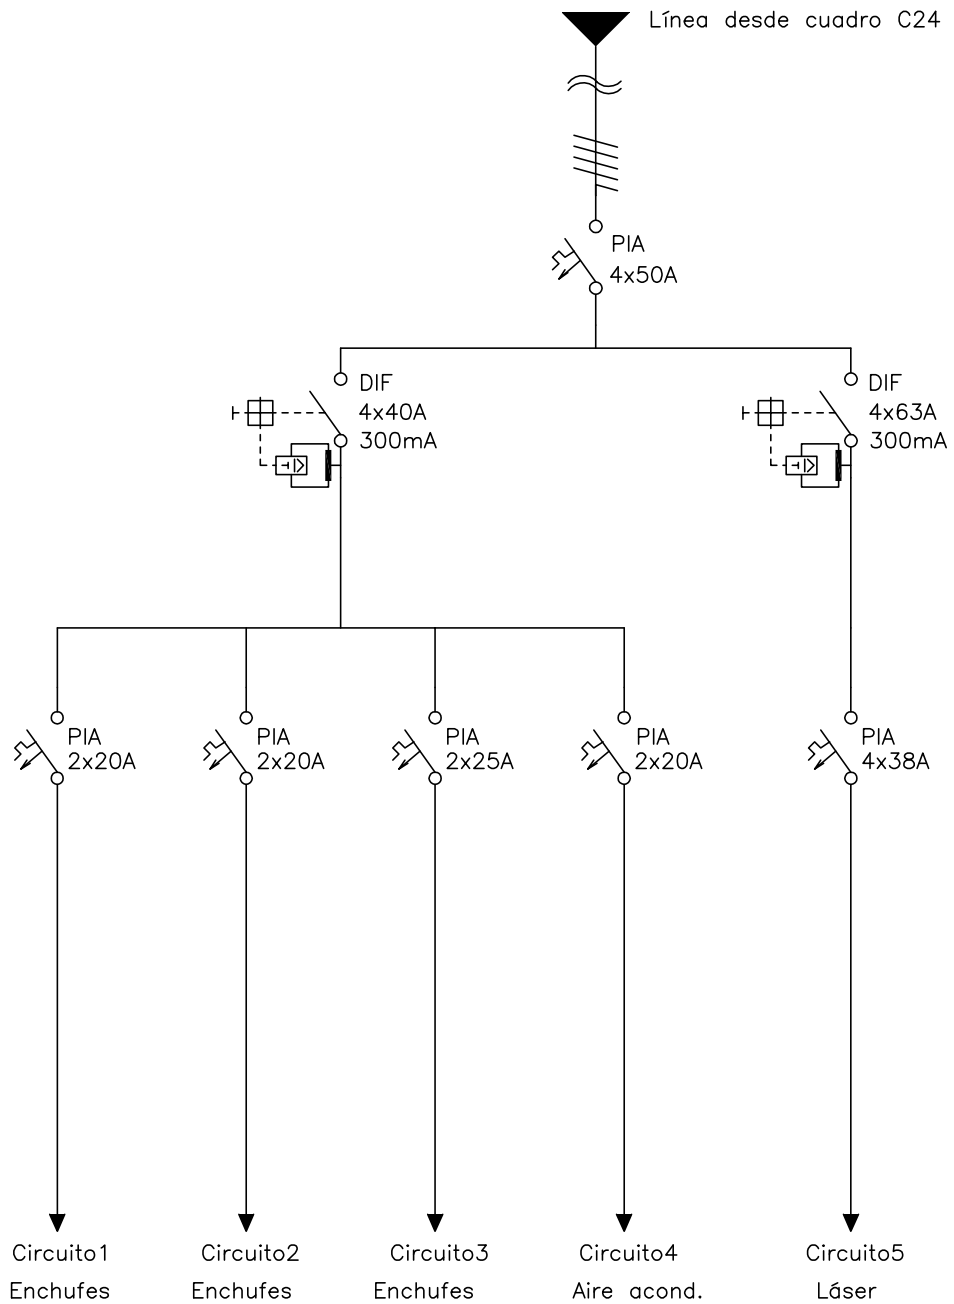 Línea desde cuadro C24
PIA
4x50A
DIF
4x40A
300mA
DIF
4x63A
300mA
PIA
2x20A
PIA
2x20A
PIA
2x25A
PIA
2x20A
PIA
4x38A
Circuito1
Enchufes
Circuito2
Enchufes
Circuito3
Enchufes
Circuito4
Aire acond.
Circuito5
Láser